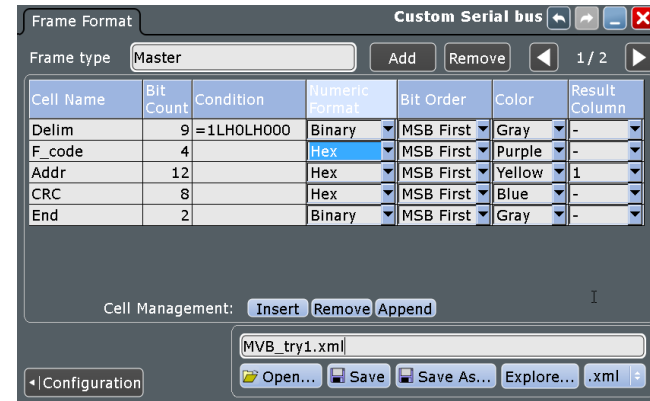 Frame Format Custom Serial bus
Frame type Master Add Remove 1/2
Cell Name Bit Count Condition Numeric Format Bit Order Color Result Column
Delim 9 =1LH0LH000 Binary MSB First Gray -
F_code 4 Hex MSB First Purple -
Addr 12 Hex MSB First Yellow 1
CRC 8 Hex MSB First Blue -
End 2 Binary MSB First Gray -
Cell Management: Insert Remove Append
MVB_try1.xml
Configuration Open... Save Save As... Explore... .xml